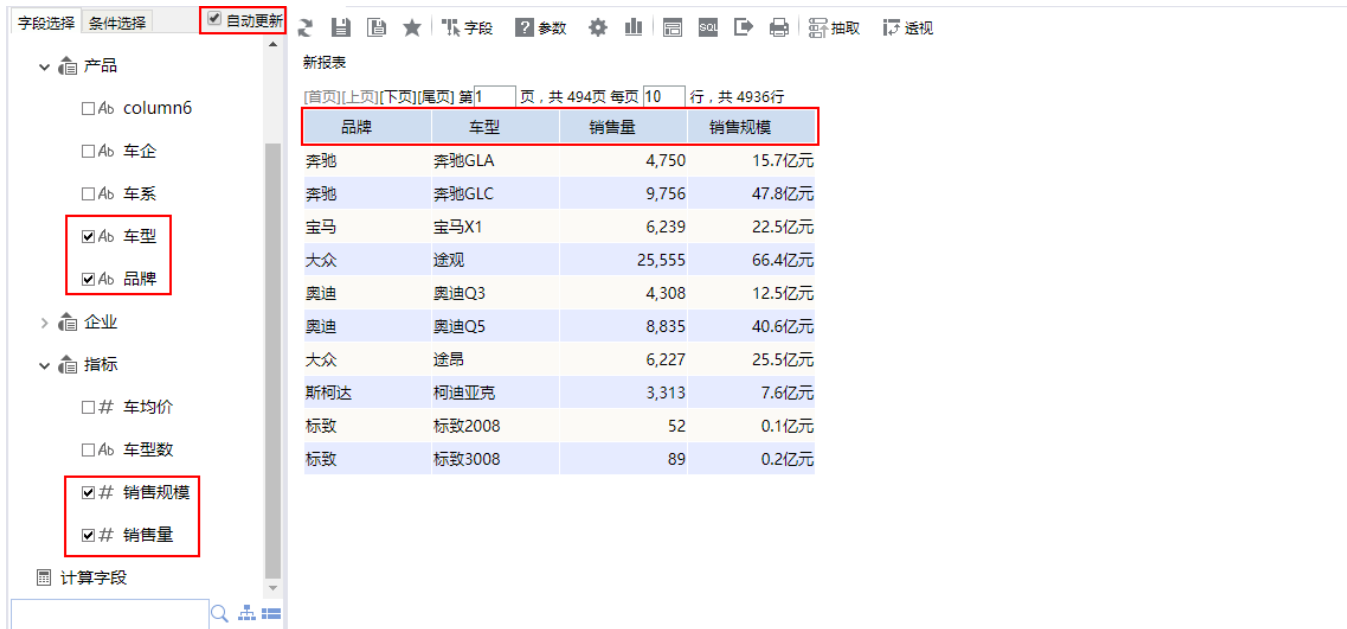 字段选择 条件选择 自动更新
产品
Ab column6
Ab 车企
Ab 车系
Ab 车型
Ab 品牌
企业
指标
# 车均价
Ab 车型数
# 销售规模
# 销售量
计算字段
字段 ? 参数 SQL 抽取 透视
新报表
[首页][上页][下页][尾页] 第1 页，共 494页 每页 10 行，共 4936行
品牌 车型 销售量 销售规模
奔驰 奔驰GLA 4,750 15.7亿元
奔驰 奔驰GLC 9,756 47.8亿元
宝马 宝马X1 6,239 22.5亿元
大众 途观 25,555 66.4亿元
奥迪 奥迪Q3 4,308 12.5亿元
奥迪 奥迪Q5 8,835 40.6亿元
大众 途昂 6,227 25.5亿元
斯柯达 柯迪亚克 3,313 7.6亿元
标致 标致2008 52 0.1亿元
标致 标致3008 89 0.2亿元